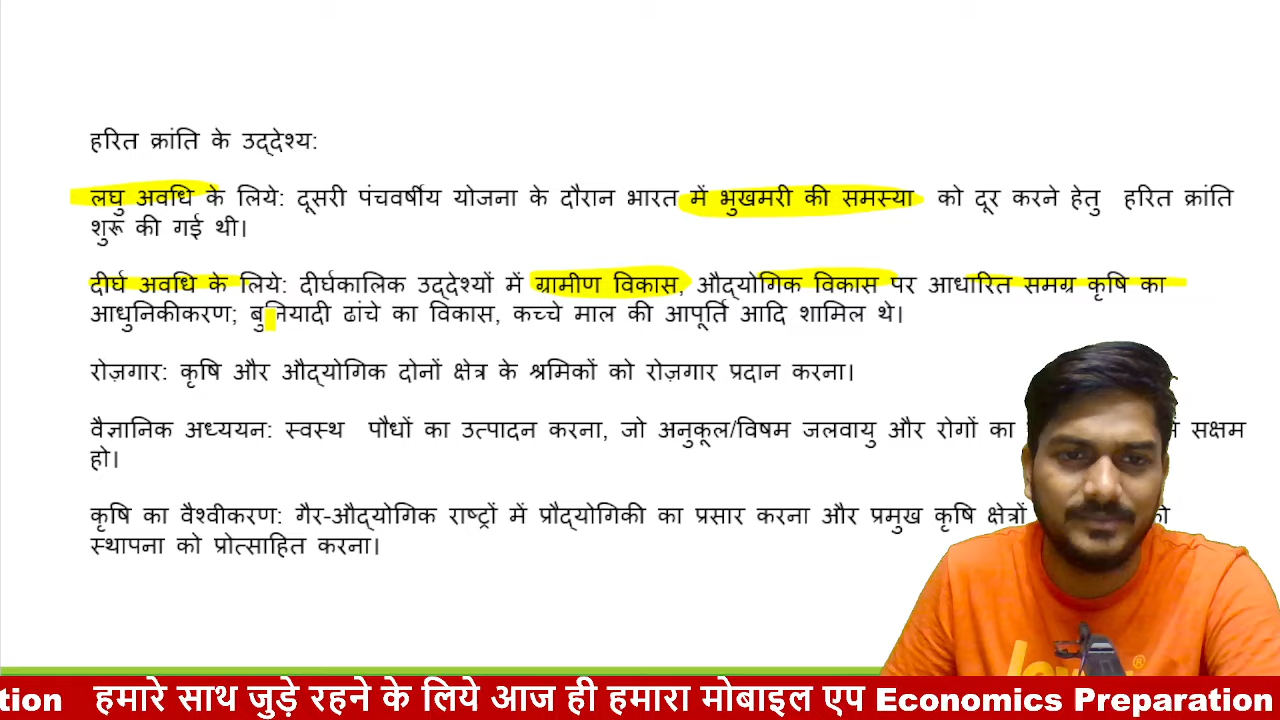 हरित क्रांति के उद्देश्य:
लघु अवधि के लिये: दूसरी पंचवर्षीय योजना के दौरान भारत में भुखमरी की समस्या को दूर करने हेतु हरित क्रांति
शुरू की गई थी।
दीर्घ अवधि के लिये: दीर्घकालिक उद्देश्यों में ग्रामीण विकास, औद्योगिक विकास पर आधारित समग्र कृषि का
आधुनिकीकरण; बुनियादी ढांचे का विकास, कच्चे माल की आपूर्ति आदि शामिल थे।
रोज़गार: कृषि और औद्योगिक दोनों क्षेत्र के श्रमिकों को रोज़गार प्रदान करना।
वैज्ञानिक अध्ययन: स्वस्थ पौधों का उत्पादन करना, जो अनुकूल/विषम जलवायु और रोगों का सक्षम
हो।
कृषि का वैश्वीकरण: गैर-औद्योगिक राष्ट्रों में प्रौद्योगिकी का प्रसार करना और प्रमुख कृषि क्षेत्रों
स्थापना को प्रोत्साहित करना।
tion हमारे साथ जुड़े रहने के लिये आज ही हमारा मोबाइल एप Economics Preparation